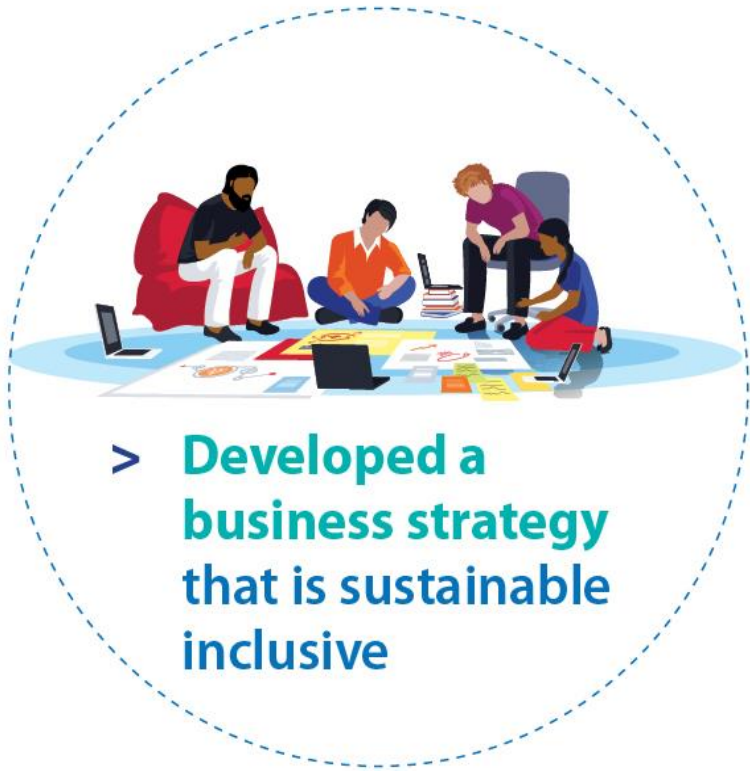 > Developed a
business strategy
that is sustainable
inclusive